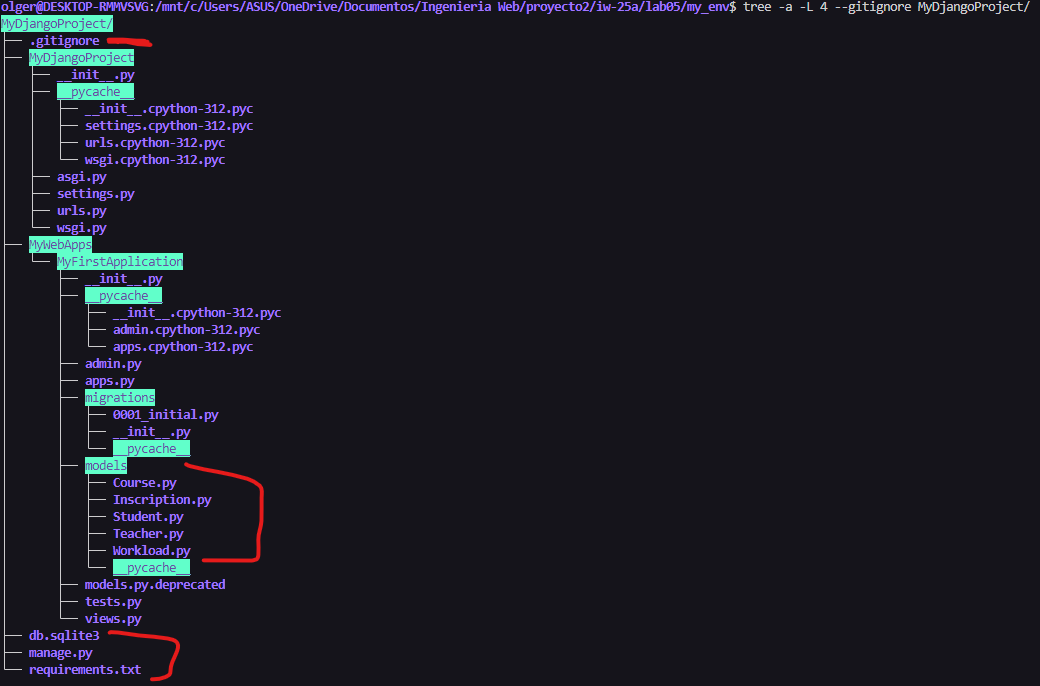 olger@DESKTOP-RMMVSVG:/mnt/c/Users/ASUS/OneDrive/Documentos/Ingenieria Web/proyecto2/iw-25a/lab05/my_env$ tree -a -L 4 --gitignore MyDjangoProject/
MyDjangoProject/
├── .gitignore
├── MyDjangoProject
│   ├── __init__.py
│   ├── __pycache__
│   │   ├── __init__.cpython-312.pyc
│   │   ├── settings.cpython-312.pyc
│   │   ├── urls.cpython-312.pyc
│   │   └── wsgi.cpython-312.pyc
│   ├── asgi.py
│   ├── settings.py
│   ├── urls.py
│   └── wsgi.py
├── MyWebApps
│   └── MyFirstApplication
│       ├── __init__.py
│       ├── __pycache__
│       │   ├── __init__.cpython-312.pyc
│       │   ├── admin.cpython-312.pyc
│       │   └── apps.cpython-312.pyc
│       ├── admin.py
│       ├── apps.py
│       ├── migrations
│       │   ├── 0001_initial.py
│       │   ├── __init__.py
│       │   └── __pycache__
│       ├── models
│       │   ├── Course.py
│       │   ├── Inscription.py
│       │   ├── Student.py
│       │   ├── Teacher.py
│       │   ├── Workload.py
│       │   └── __pycache__
│       ├── models.py.deprecated
│       ├── tests.py
│       └── views.py
├── db.sqlite3
├── manage.py
└── requirements.txt